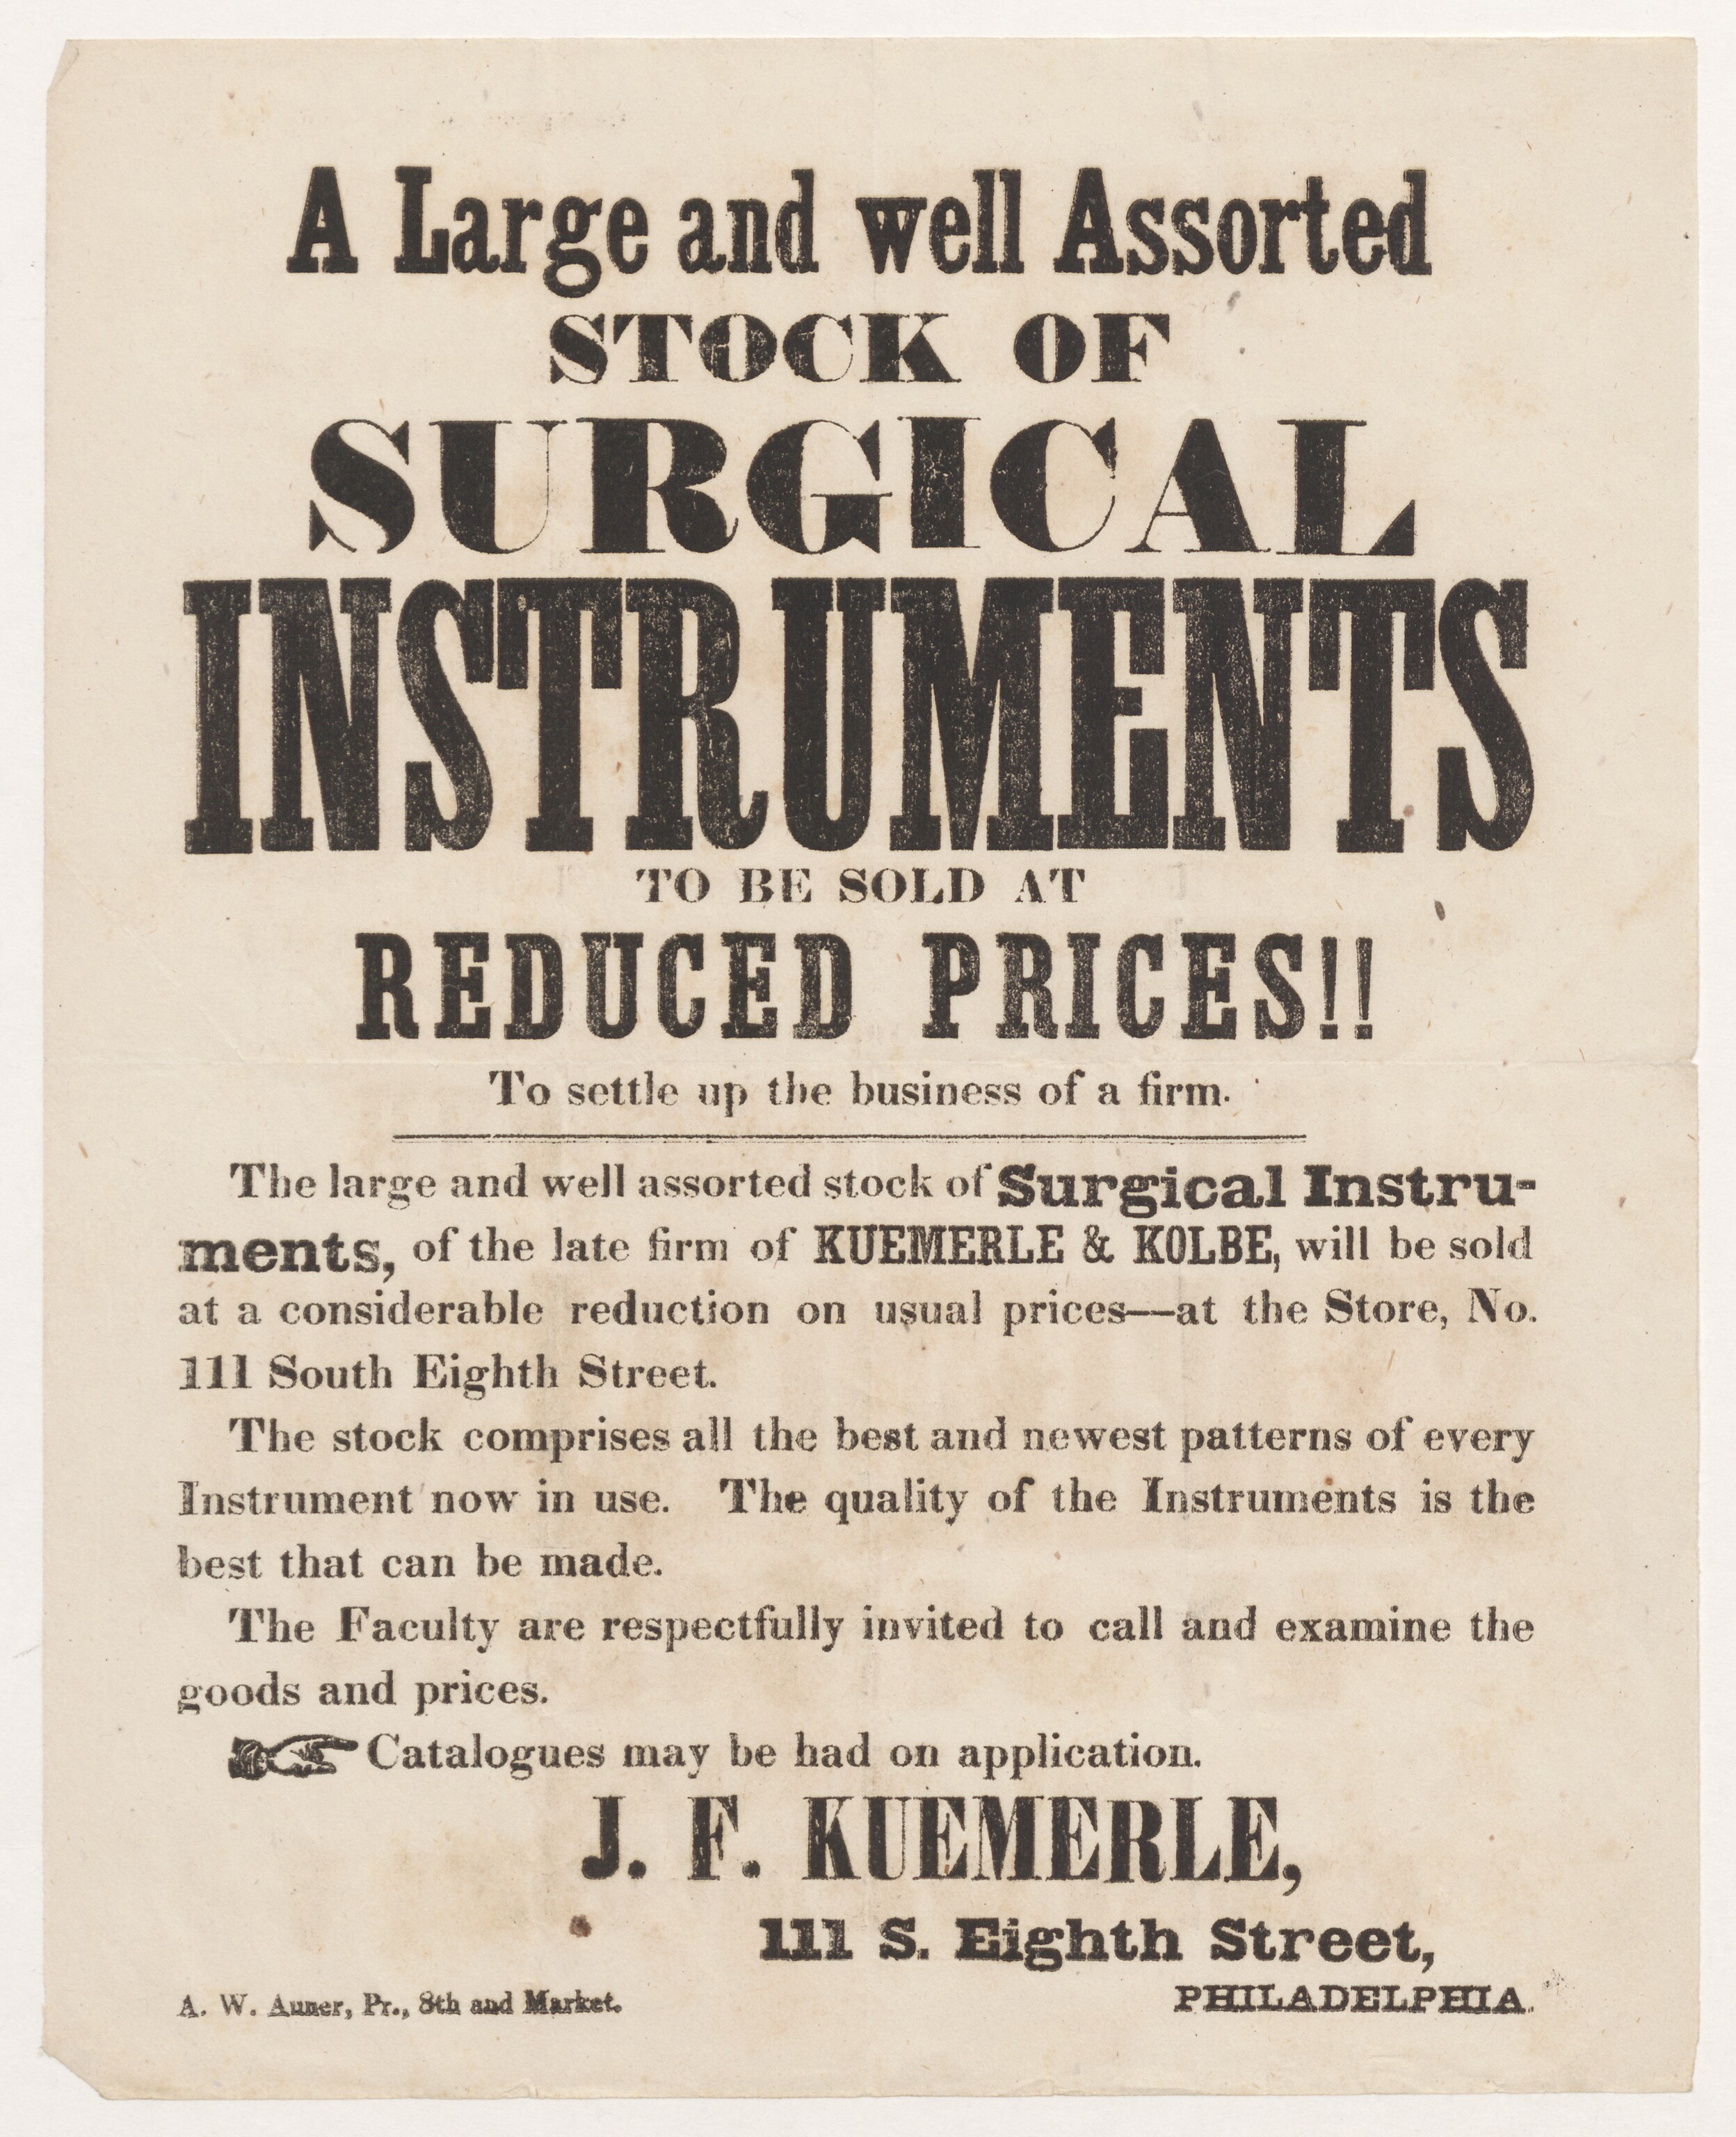 A Large and well Assorted
STOCK OF
SURGICAL
INSTRUMENTS
TO BE SOLD AT
REDUCED PRICES!!
To settle up the business of a firm.
The large and well assorted stock of Surgical Instru-
ments, of the late firm of KUEMERLE & KOLBE, will be sold
at a considerable reduction on usual prices—at the Store, No.
111 South Eighth Street.
The stock comprises all the best and newest patterns of every
Instrument now in use. The quality of the Instruments is the
best that can be made.
The Faculty are respectfully invited to call and examine the
goods and prices.
☞ Catalogues may be had on application.
J. F. KUEMERLE,
111 S. Eighth Street,
PHILADELPHIA.
A. W. Auner, Pr., 8th and Market.